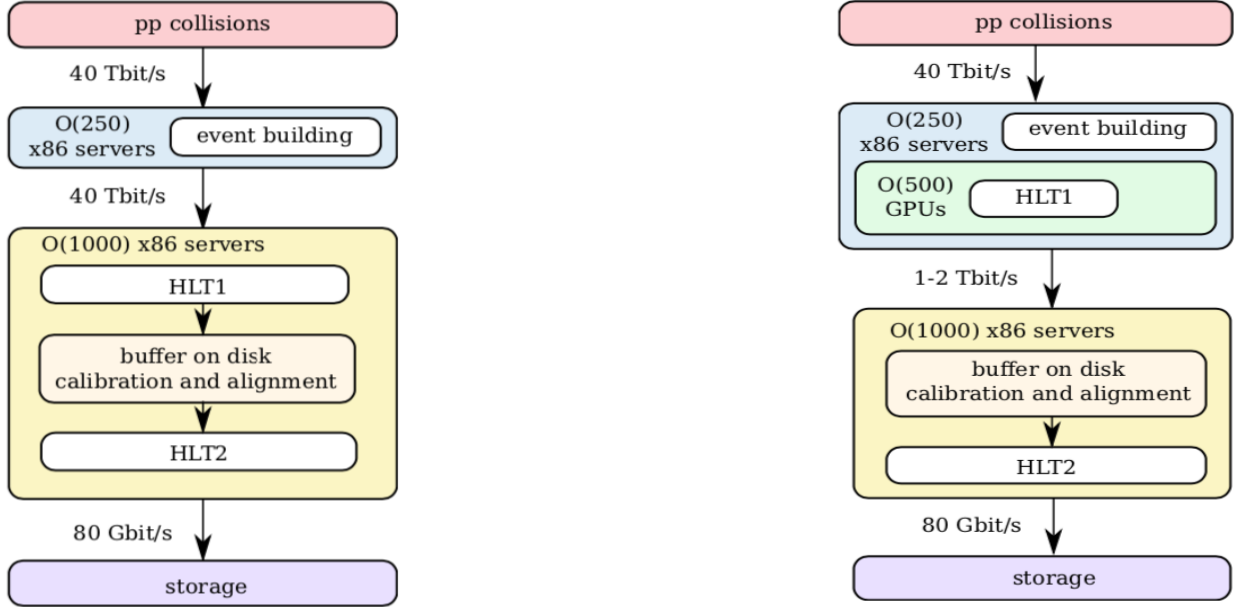 pp collisions
40 Tbit/s
O(250)
x86 servers
event building
40 Tbit/s
O(1000) x86 servers
HLT1
buffer on disk
calibration and alignment
HLT2
80 Gbit/s
storage
pp collisions
40 Tbit/s
O(250)
x86 servers
event building
O(500)
GPUs
HLT1
1-2 Tbit/s
O(1000) x86 servers
buffer on disk
calibration and alignment
HLT2
80 Gbit/s
storage